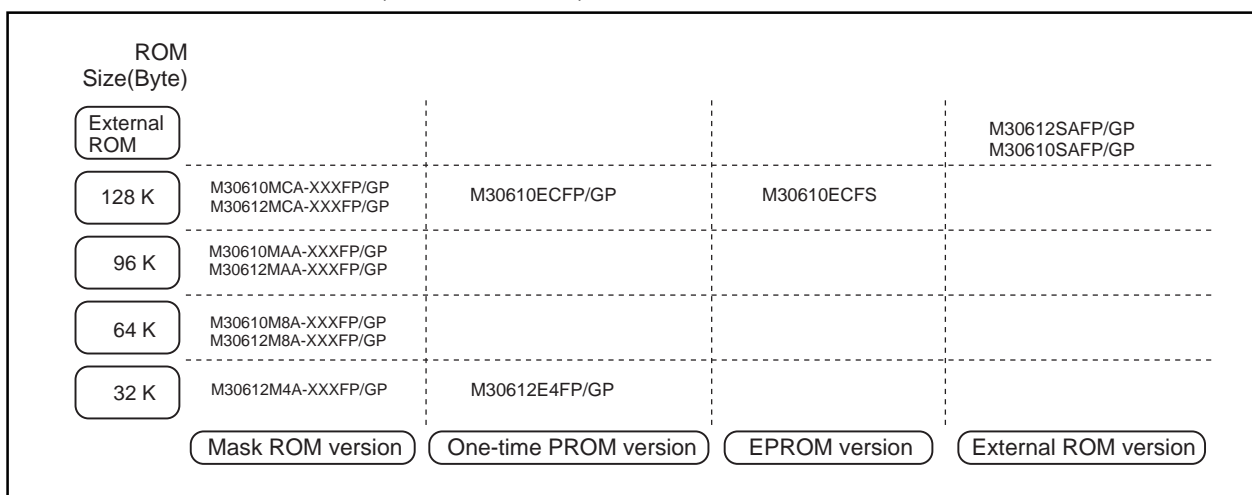 ROM
Size(Byte)
External
ROM
M30612SAFP/GP
M30610SAFP/GP
128 K
M30610MCA-XXXFP/GP
M30612MCA-XXXFP/GP
M30610ECFP/GP
M30610ECFS
96 K
M30610MAA-XXXFP/GP
M30612MAA-XXXFP/GP
64 K
M30610M8A-XXXFP/GP
M30612M8A-XXXFP/GP
32 K
M30612M4A-XXXFP/GP
M30612E4FP/GP
Mask ROM version
One-time PROM version
EPROM version
External ROM version